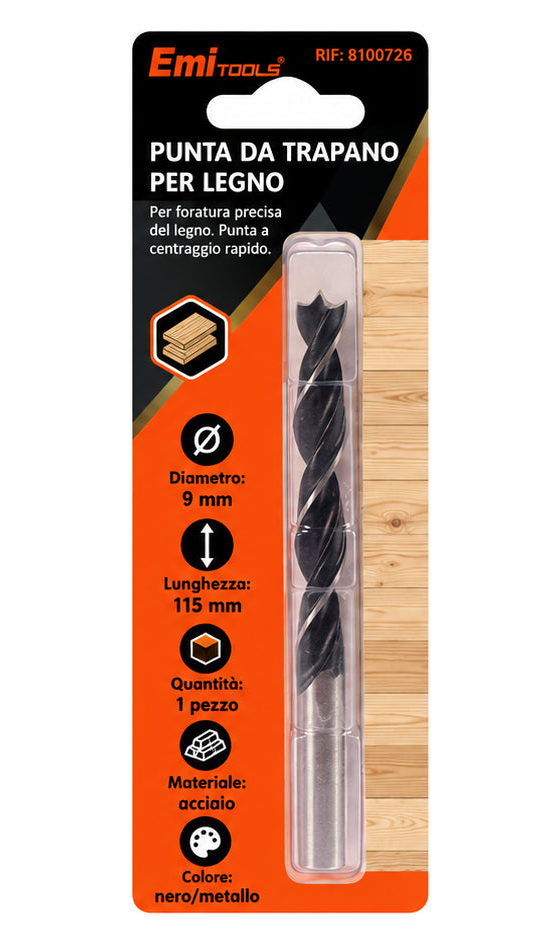 Emi TOOLS®
RIF: 8100726
PUNTA DA TRAPANO
PER LEGNO
Per foratura precisa
del legno. Punta a
centraggio rapido.
Diametro:
9 mm
Lunghezza:
115 mm
Quantità:
1 pezzo
Materiale:
acciaio
Colore:
nero/metallo